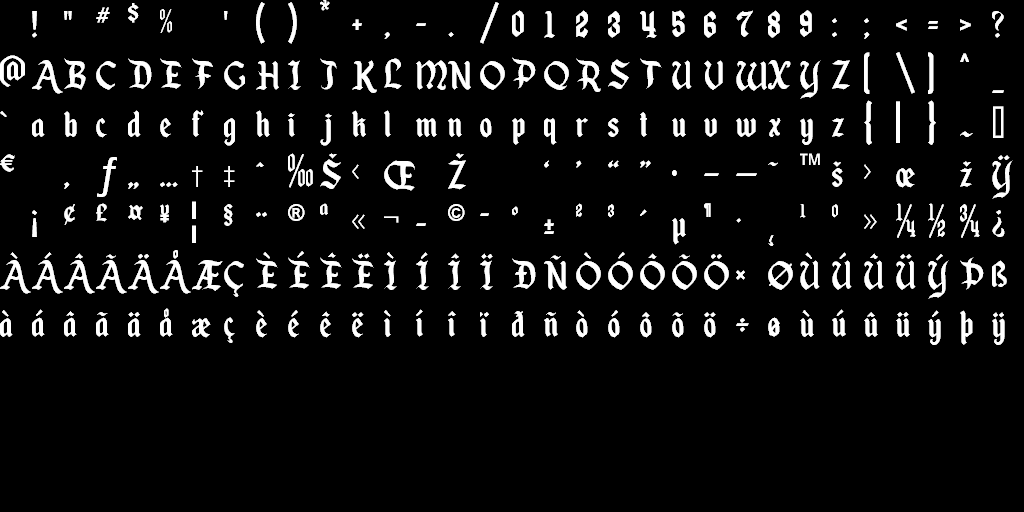 ! " # $ % ' ( ) * + , - . / 0 1 2 3 4 5 6 7 8 9 : ; < = > ?
@ A B C D E F G H I J K L M N O P Q R S T U V W X Y Z [ \ ] ^ _
` a b c d e f g h i j k l m n o p q r s t u v w x y z { | } ~ ▯
€ , ƒ „ … † ‡ ˆ ‰ Š ‹ Œ Ž ‘ ’ “ ” • – — ˜ ™ š › œ ž Ÿ
¡ ¢ £ ¤ ¥ ¦ § ¨ ® ª « ¬ - © - ° ± ² ³ ´ µ ¶ · ¸ ¹ º » ¼ ½ ¾ ¿
À Á Â Ã Ä Å Æ Ç È É Ê Ë Ì Í Î Ï Ð Ñ Ò Ó Ô Õ Ö × Ø Ù Ú Û Ü Ý Þ ß
à á â ã ä å æ ç è é ê ë ì í î ï ð ñ ò ó ô õ ö ÷ ø ù ú û ü ý þ ÿ